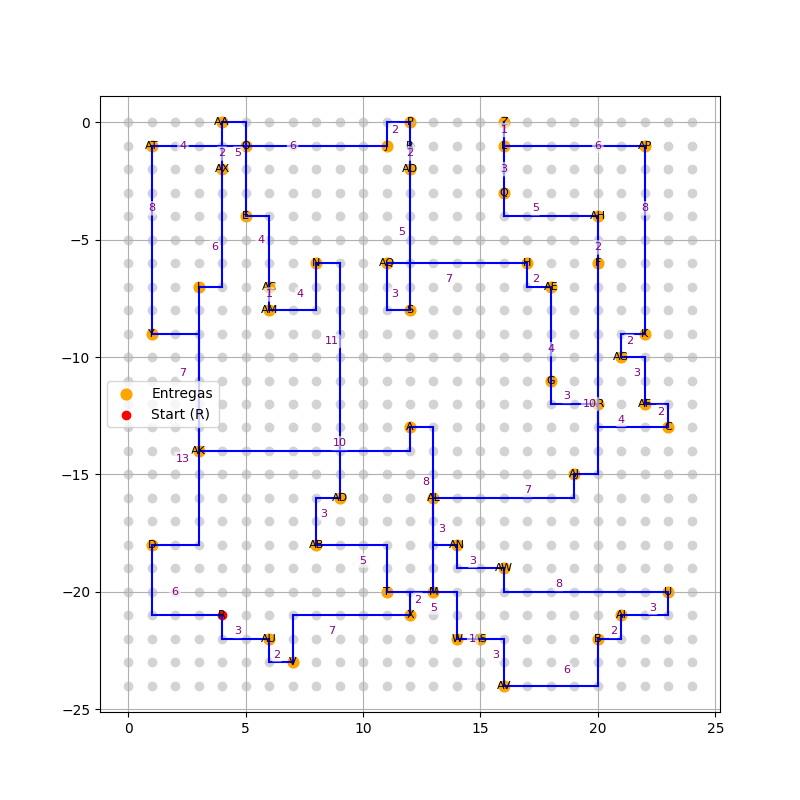 0
−5
−10
−15
−20
−25
0
5
10
15
20
25
Entregas
Start (R)
AA
P
Z
1
2
AT
4
2
5
O
6
J
2
L
6
AP
AX
AD
3
Q
8
E
5
AH
8
6
4
5
2
N
AQ
7
H
2
F
I
1
AM
4
3
S
AE
Y
11
4
K
2
AG
7
G
3
3
10
AF
2
A
4
C
AK
10
13
8
AJ
AD
AL
7
3
3
D
AB
5
AN
3
AW
8
6
T
2
M
5
U
3
X
AI
2
3
AU
7
W
1
3
2
V
6
AV